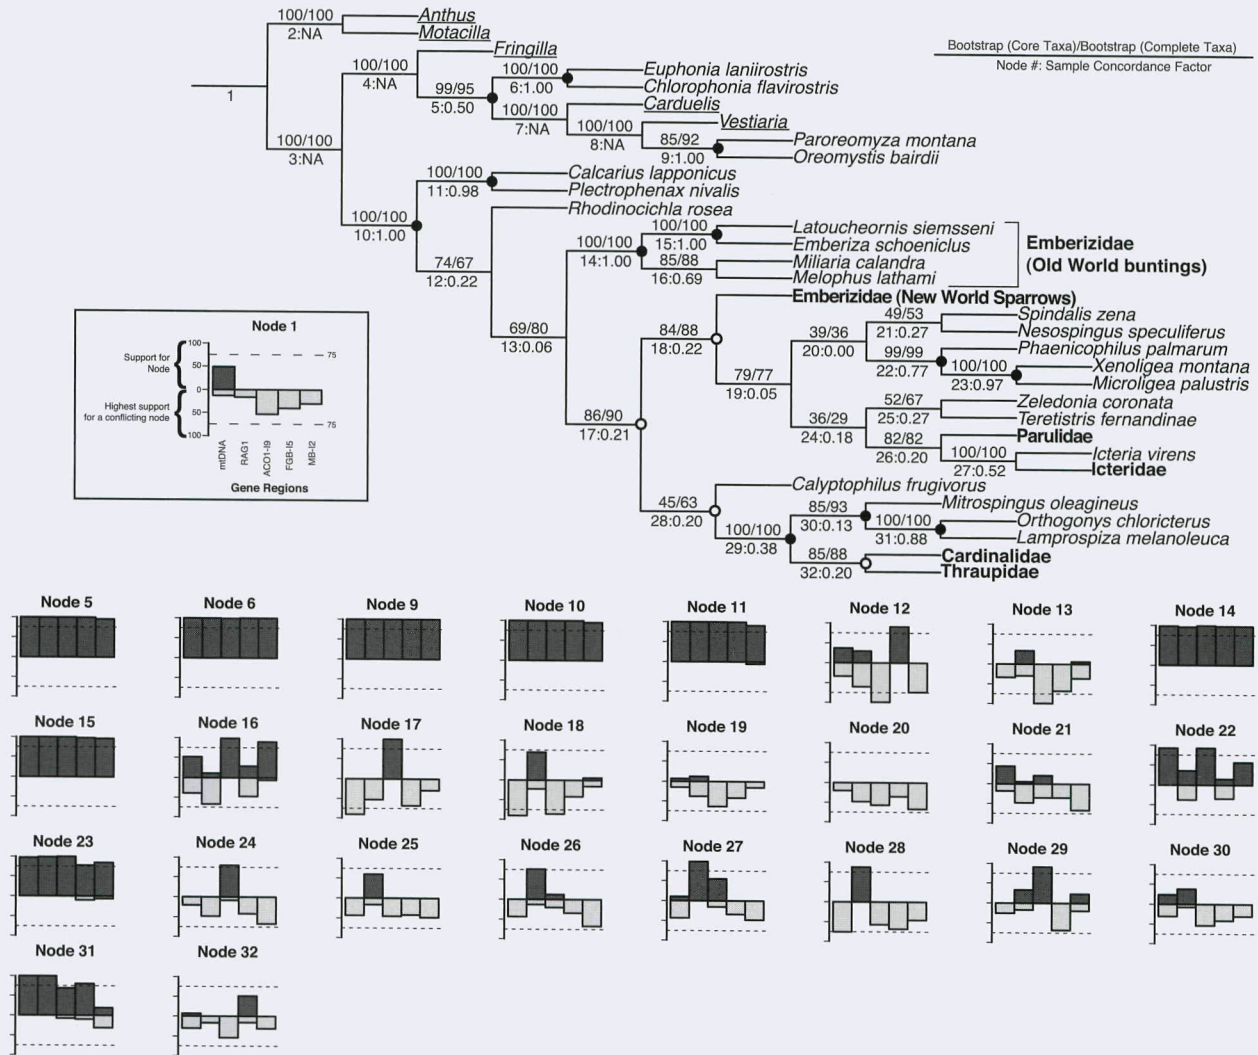 100/100
2:NA
Anthus
Motacilla
1
100/100
3:NA
100/100
4:NA
Fringilla
99/95
5:0.50
100/100
6:1.00
Euphonia laniirostris
Chlorophonia flavirostris
100/100
7:NA
Carduelis
100/100
8:NA
Vestiaria
85/92
9:1.00
Paroreomyza montana
Oreomystis bairdii
Bootstrap (Core Taxa)/Bootstrap (Complete Taxa)
Node #: Sample Concordance Factor
100/100
10:1.00
100/100
11:0.98
Calcarius lapponicus
Plectrophenax nivalis
74/67
12:0.22
Rhodinocichla rosea
69/80
13:0.06
100/100
14:1.00
100/100
15:1.00
Latoucheornis siemsseni
Emberiza schoeniclus
85/88
16:0.69
Miliaria calandra
Melophus lathami
Emberizidae
(Old World buntings)
86/90
17:0.21
84/88
18:0.22
Emberizidae (New World Sparrows)
79/77
19:0.05
39/36
20:0.00
49/53
21:0.27
Spindalis zena
Nesospingus speculiferus
99/99
22:0.77
Phaenicophilus palmarum
100/100
23:0.97
Xenoligea montana
Microligea palustris
36/29
24:0.18
52/67
25:0.27
Zeledonia coronata
Teretistris fernandinae
82/82
26:0.20
Parulidae
100/100
27:0.52
Icteria virens
Icteridae
45/63
28:0.20
Calyptophilus frugivorus
100/100
29:0.38
85/93
30:0.13
Mitrospingus oleagineus
100/100
31:0.88
Orthogonys chloricterus
Lamprospiza melanoleuca
85/88
32:0.20
Cardinalidae
Thraupidae
Node 1
Support for
Node
Highest support
for a conflicting node
100
50
0
50
100
75
75
mtDNA
RAG1
ACO1-I9
FGB-I5
MB-I2
Gene Regions
Node 5
Node 6
Node 9
Node 10
Node 11
Node 12
Node 13
Node 14
Node 15
Node 16
Node 17
Node 18
Node 19
Node 20
Node 21
Node 22
Node 23
Node 24
Node 25
Node 26
Node 27
Node 28
Node 29
Node 30
Node 31
Node 32